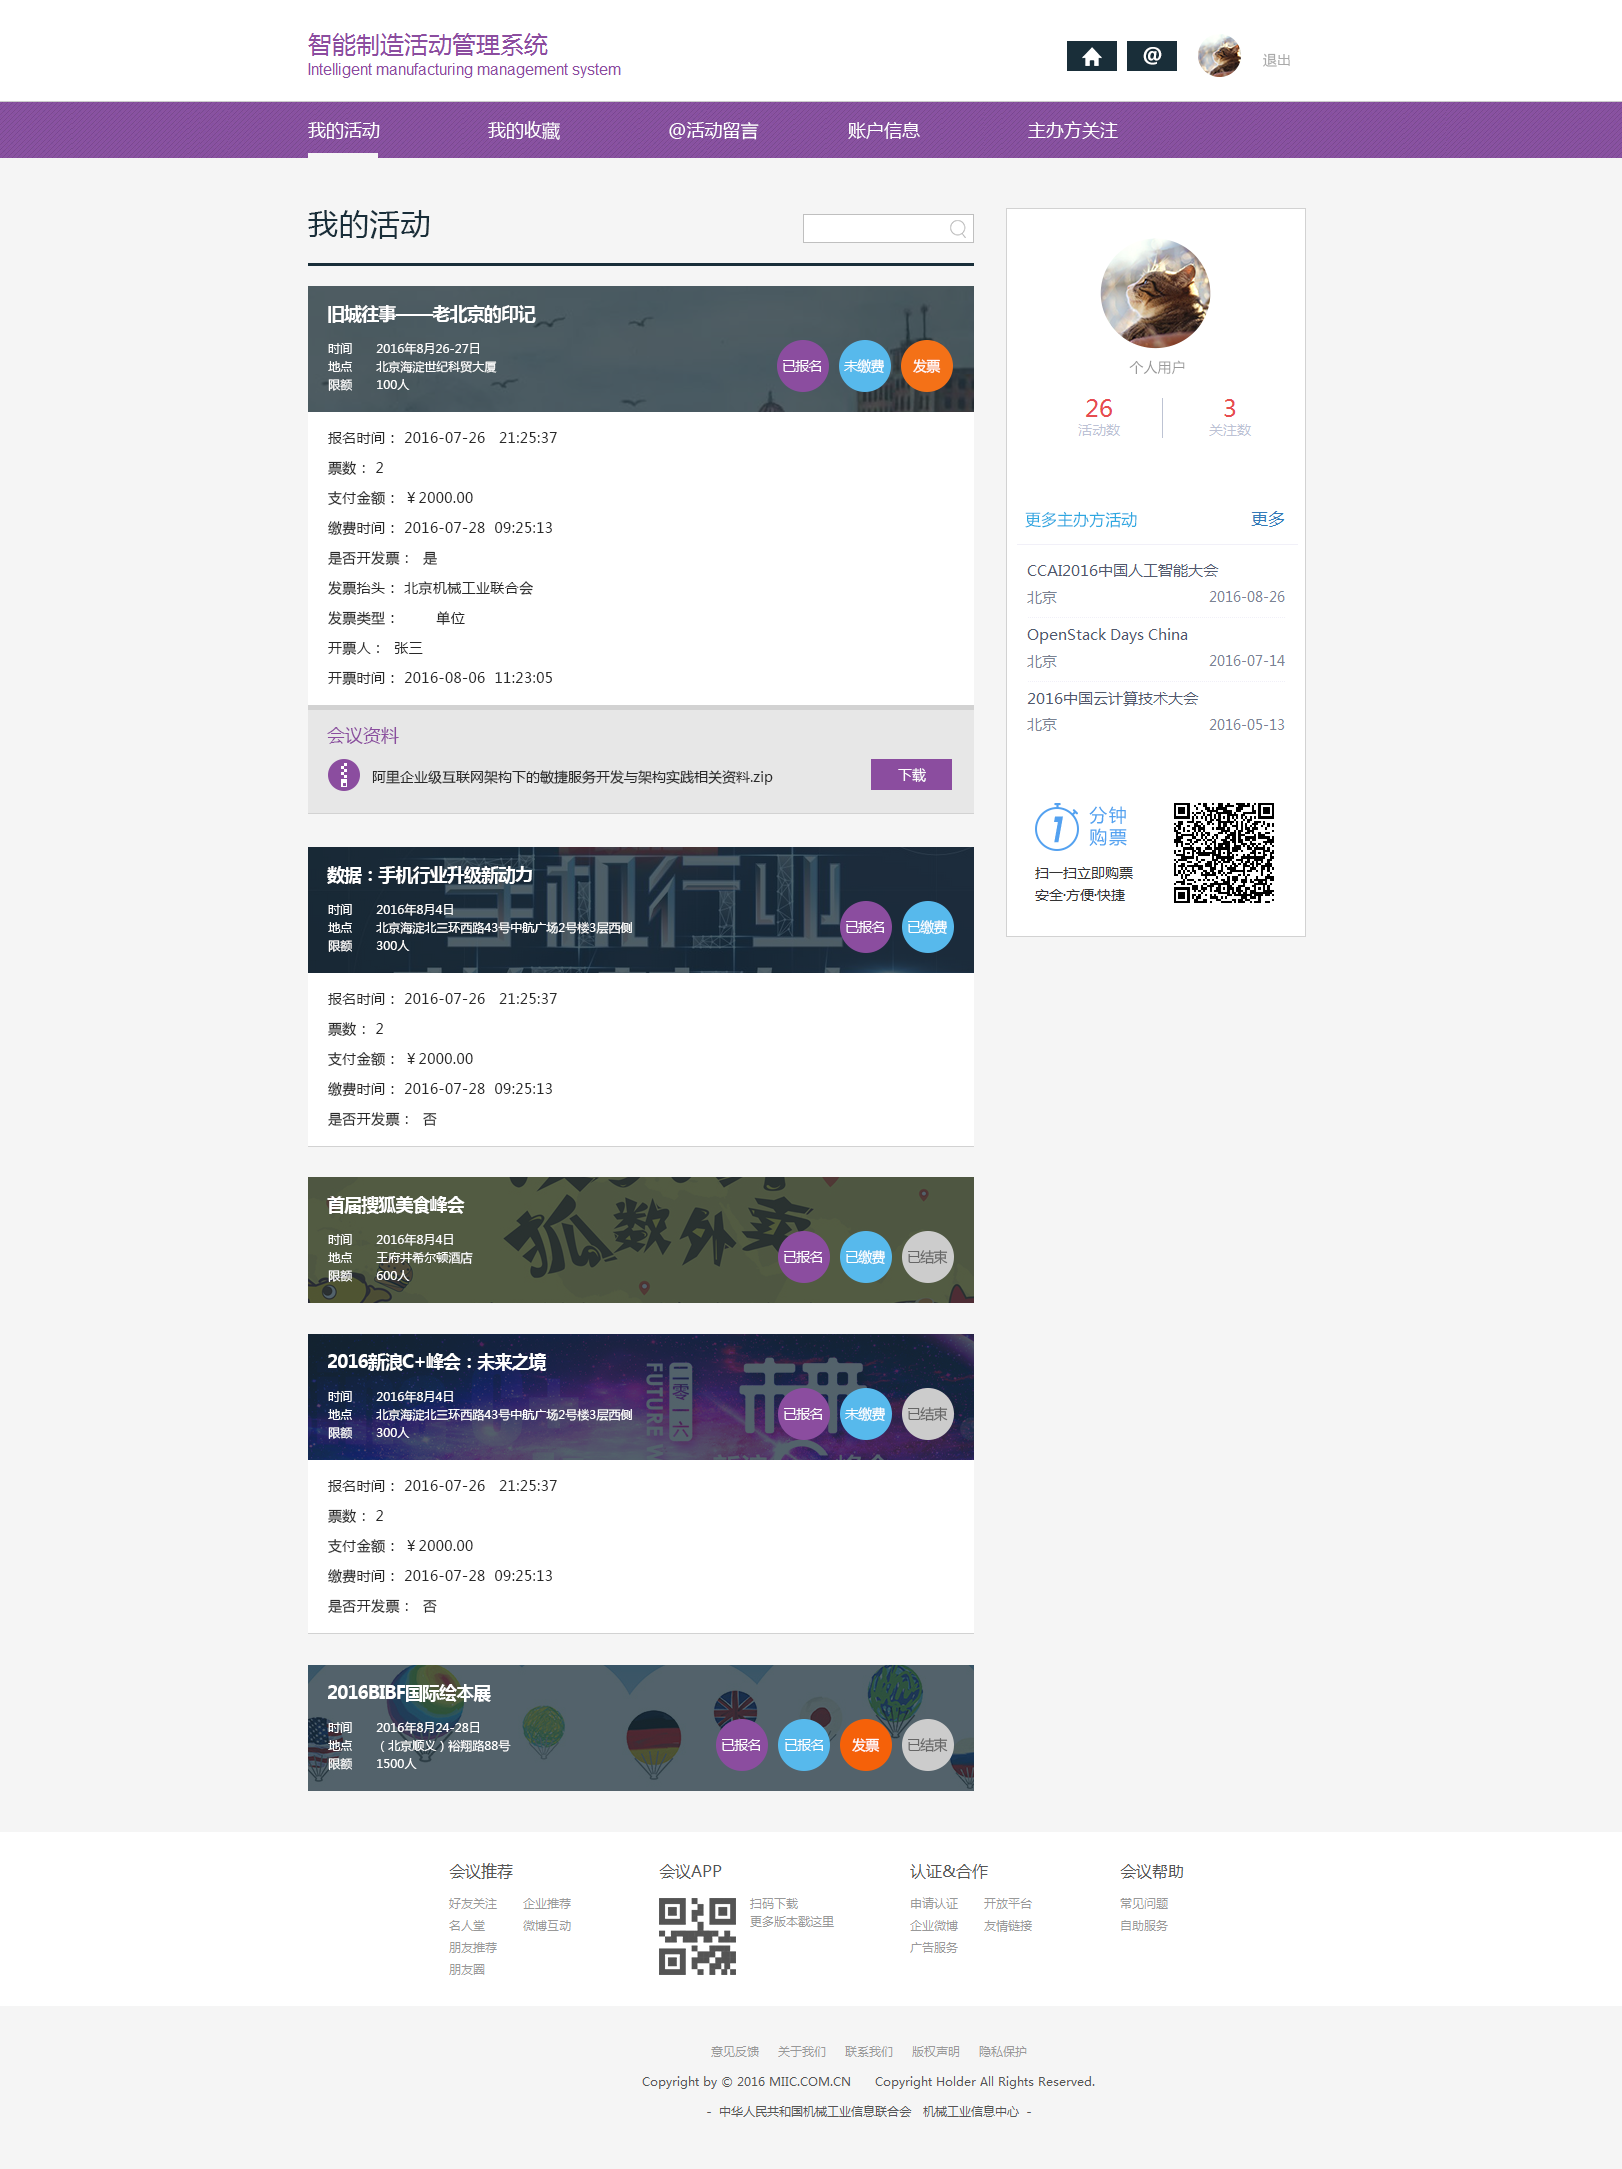 智能制造活动管理系统
Intelligent manufacturing management system
@
退出
我的活动 我的收藏 @活动留言 账户信息 主办方关注
我的活动
旧城往事——老北京的印记
时间 2016年8月26-27日
地点 北京海淀世纪科贸大厦
限额 100人
已报名 未缴费 发票
报名时间： 2016-07-26 21:25:37
票数： 2
支付金额： ￥2000.00
缴费时间： 2016-07-28 09:25:13
是否开发票： 是
发票抬头： 北京机械工业联合会
发票类型： 单位
开票人： 张三
开票时间： 2016-08-06 11:23:05
会议资料
阿里企业级互联网架构下的敏捷服务开发与架构实践相关资料.zip
下载
数据：手机行业升级新动力
手机行业
时间 2016年8月4日
地点 北京海淀北三环西路43号中航广场2号楼3层西侧
限额 300人
已报名 已缴费
报名时间： 2016-07-26 21:25:37
票数： 2
支付金额： ￥2000.00
缴费时间： 2016-07-28 09:25:13
是否开发票： 否
首届搜狐美食峰会
狐数外卖
时间 2016年8月4日
地点 王府井希尔顿酒店
限额 600人
已报名 已缴费 已结束
2016新浪C+峰会：未来之境
未来
二零一六
FUTURE W
时间 2016年8月4日
地点 北京海淀北三环西路43号中航广场2号楼3层西侧
限额 300人
已报名 未缴费 已结束
报名时间： 2016-07-26 21:25:37
票数： 2
支付金额： ￥2000.00
缴费时间： 2016-07-28 09:25:13
是否开发票： 否
2016BIBF国际绘本展
时间 2016年8月24-28日
地点 （北京顺义）裕翔路88号
限额 1500人
已报名 已报名 发票 已结束
个人用户
26 3
活动数 关注数
更多主办方活动 更多
CCAI2016中国人工智能大会
北京 2016-08-26
OpenStack Days China
北京 2016-07-14
2016中国云计算技术大会
北京 2016-05-13
1 分钟
购票
扫一扫立即购票
安全·方便·快捷
会议推荐 会议APP 认证&合作 会议帮助
好友关注 企业推荐 扫码下载 申请认证 开放平台 常见问题
名人堂 微博互动 更多版本戳这里 企业微博 友情链接 自助服务
朋友推荐 广告服务
朋友圈
意见反馈 关于我们 联系我们 版权声明 隐私保护
Copyright by © 2016 MIIC.COM.CN Copyright Holder All Rights Reserved.
- 中华人民共和国机械工业信息联合会 机械工业信息中心 -